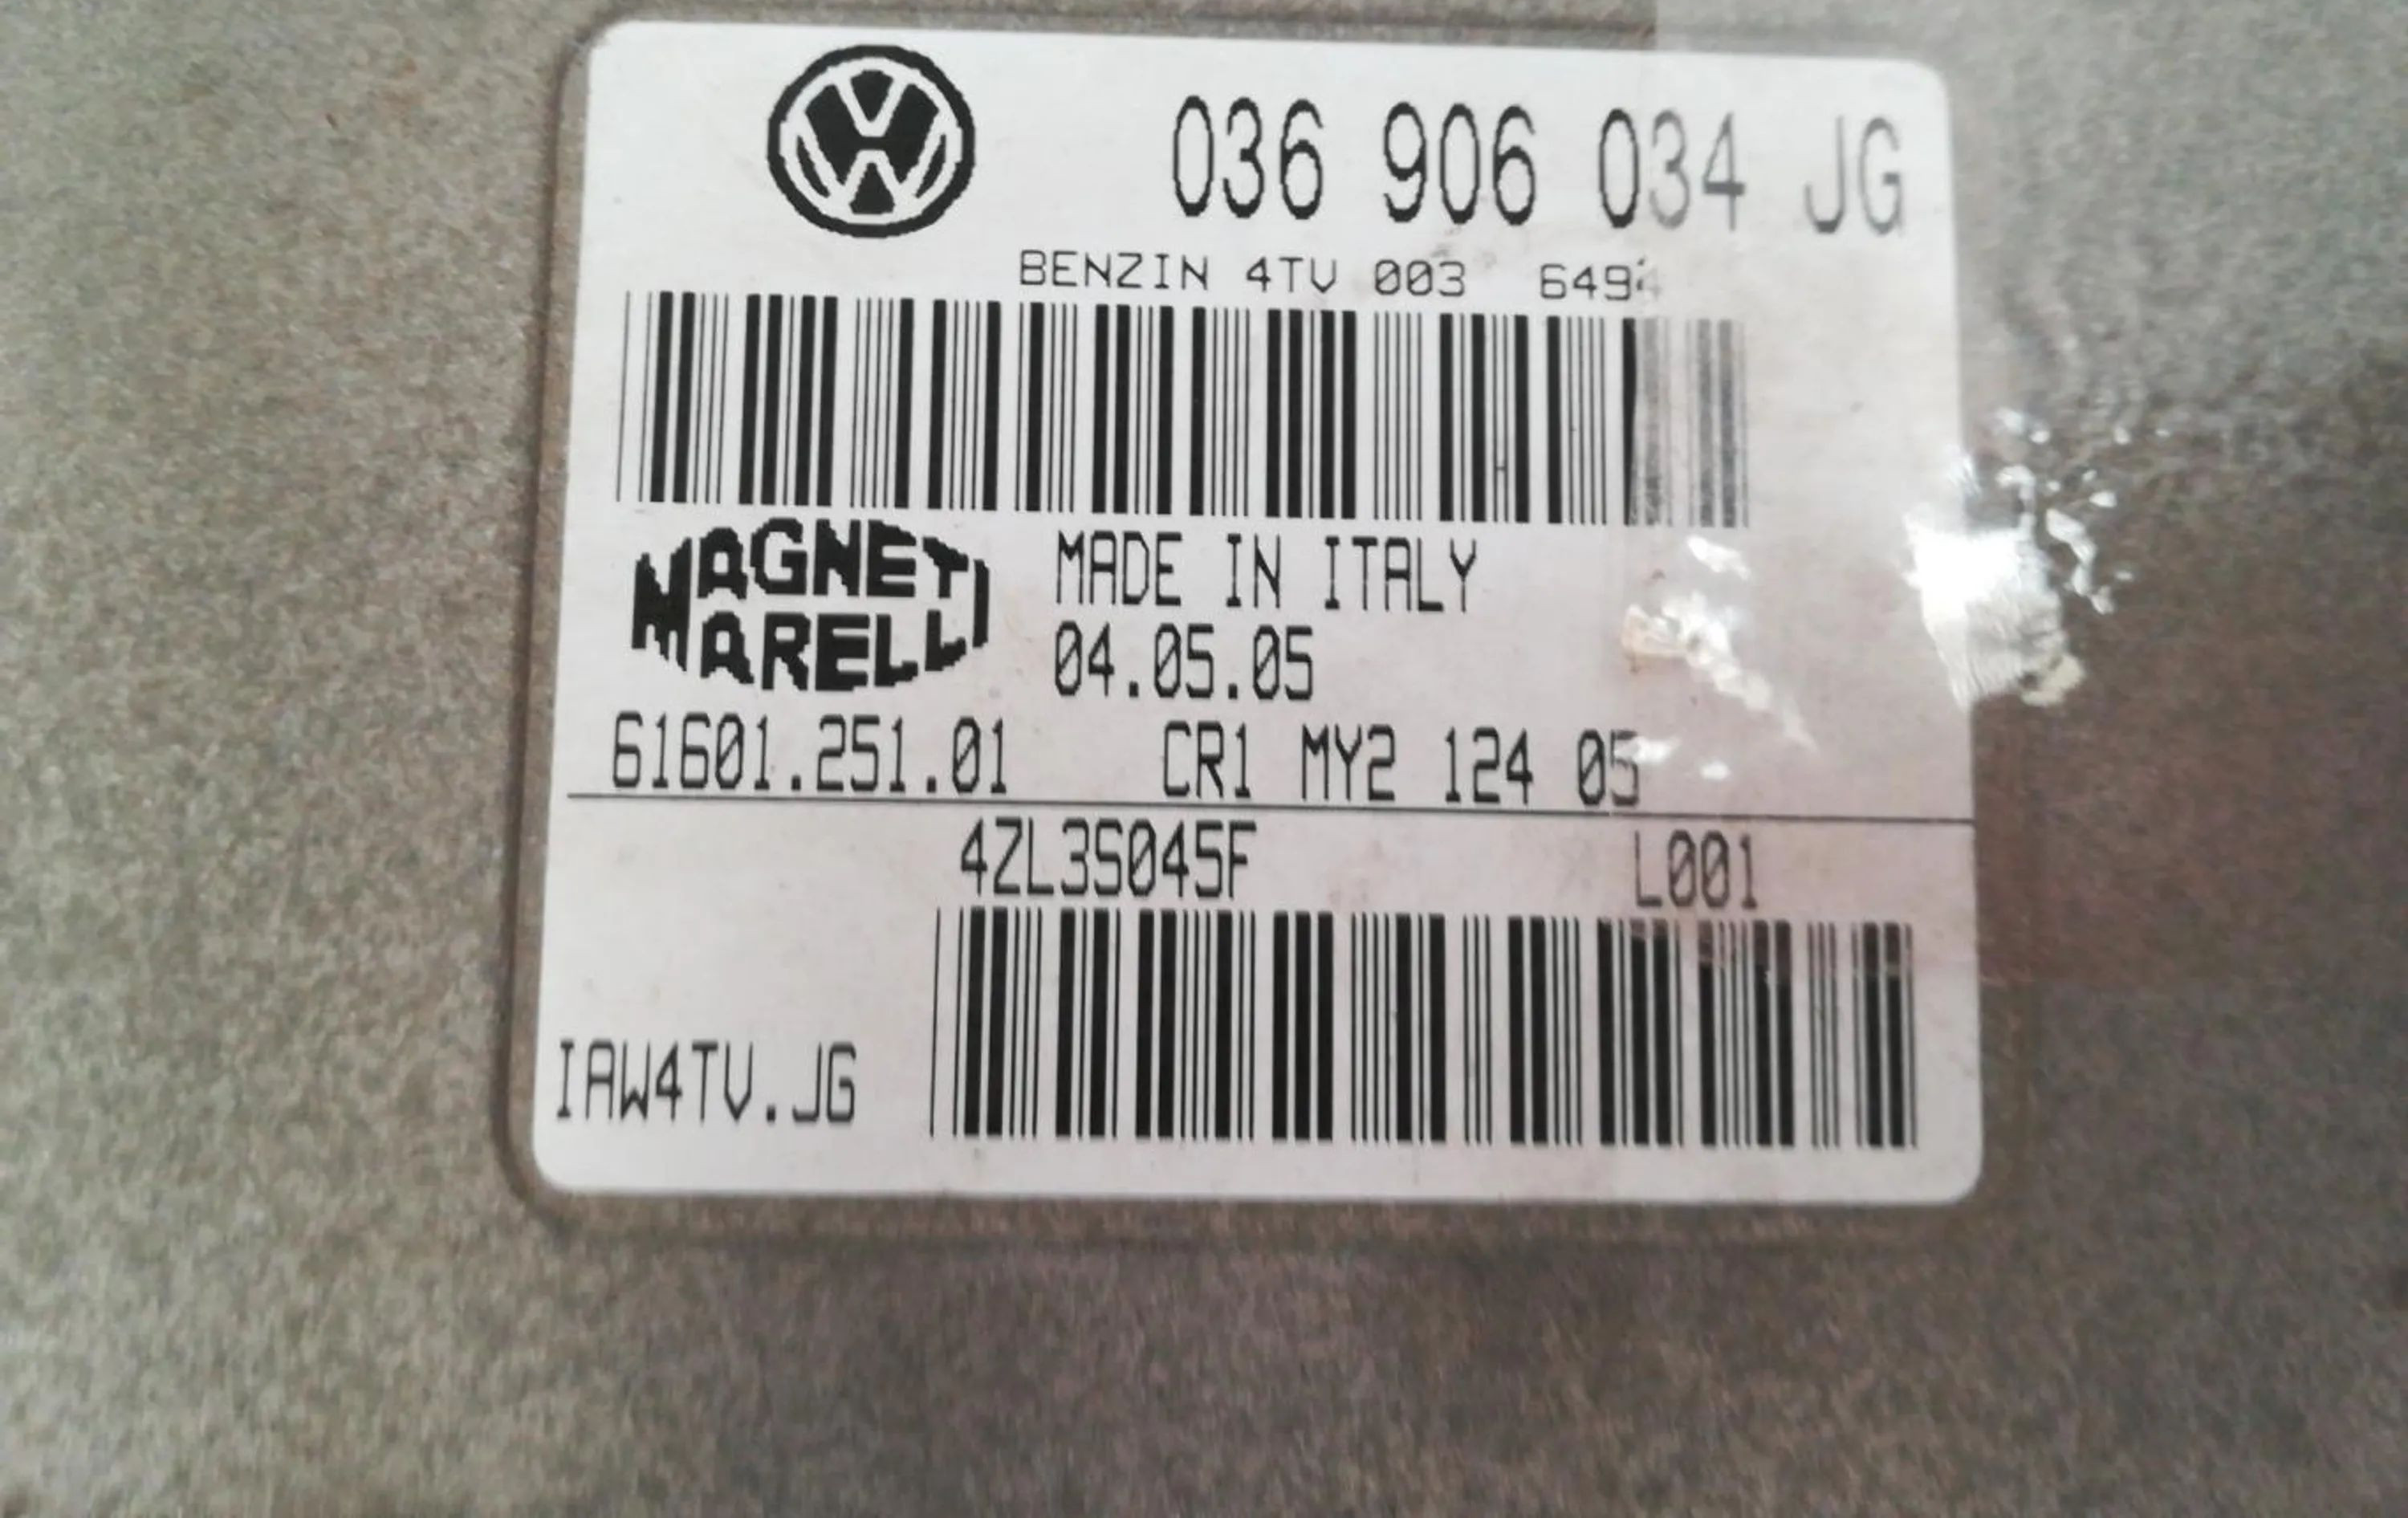 036 906 034 JG
BENZIN 4TV 003 6494
MAGNETI
MARELLI
MADE IN ITALY
04.05.05
61601.251.01 CR1 MY2 124 05
4ZL3S045F L001
IAW4TV.JG